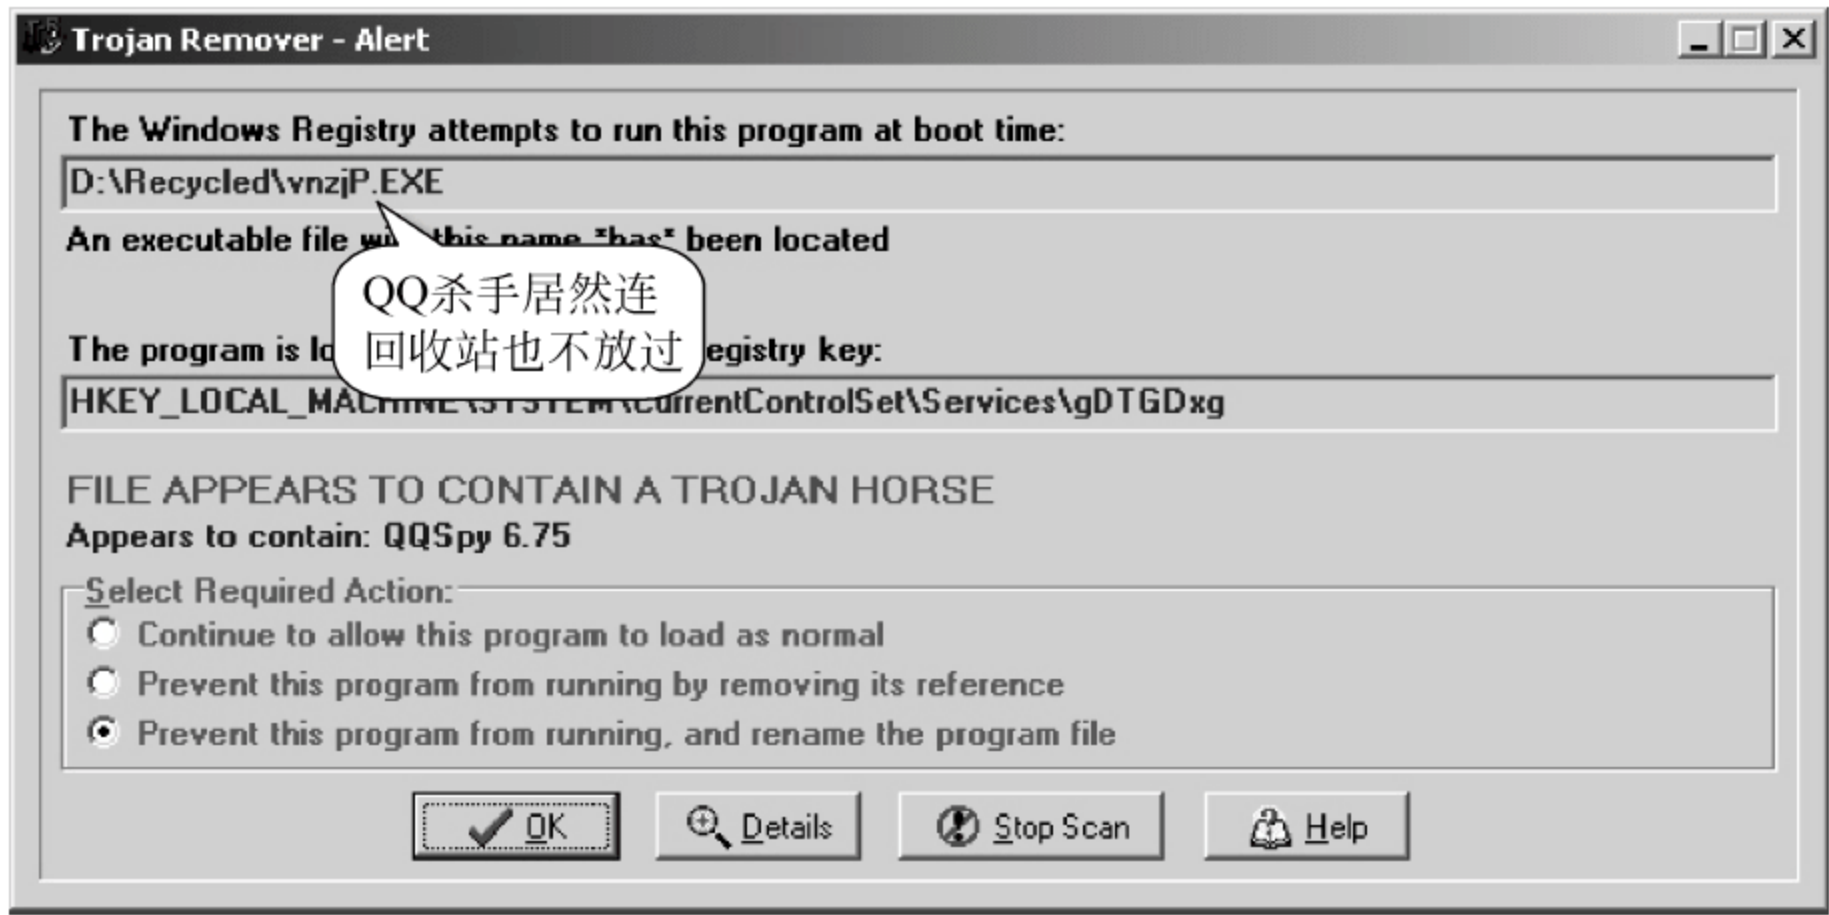 Trojan Remover - Alert
The Windows Registry attempts to run this program at boot time:
D:\Recycled\vnzjP.EXE
An executable file this name *has* been located
QQ杀手居然连
回收站也不放过
The program is egistry key:
HKEY_LOCAL_MACHINE\SYSTEM\CurrentControlSet\Services\gDTGDxg
FILE APPEARS TO CONTAIN A TROJAN HORSE
Appears to contain: QQSpy 6.75
Select Required Action:
Continue to allow this program to load as normal
Prevent this program from running by removing its reference
Prevent this program from running, and rename the program file
OK Details Stop Scan Help